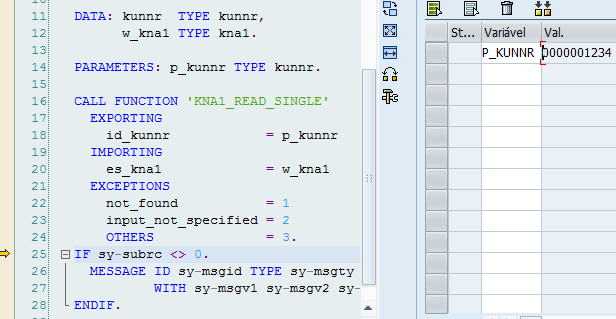 10
11 DATA: kunnr TYPE kunnr,
12 w_kna1 TYPE kna1.
13
14 PARAMETERS: p_kunnr TYPE kunnr.
15
16 CALL FUNCTION 'KNA1_READ_SINGLE'
17 EXPORTING
18 id_kunnr = p_kunnr
19 IMPORTING
20 es_kna1 = w_kna1
21 EXCEPTIONS
22 not_found = 1
23 input_not_specified = 2
24 OTHERS = 3.
25 IF sy-subrc <> 0.
26 MESSAGE ID sy-msgid TYPE sy-msgty
27 WITH sy-msgv1 sy-msgv2 sy-
28 ENDIF.
St... Variável Val.
P_KUNNR 0000001234